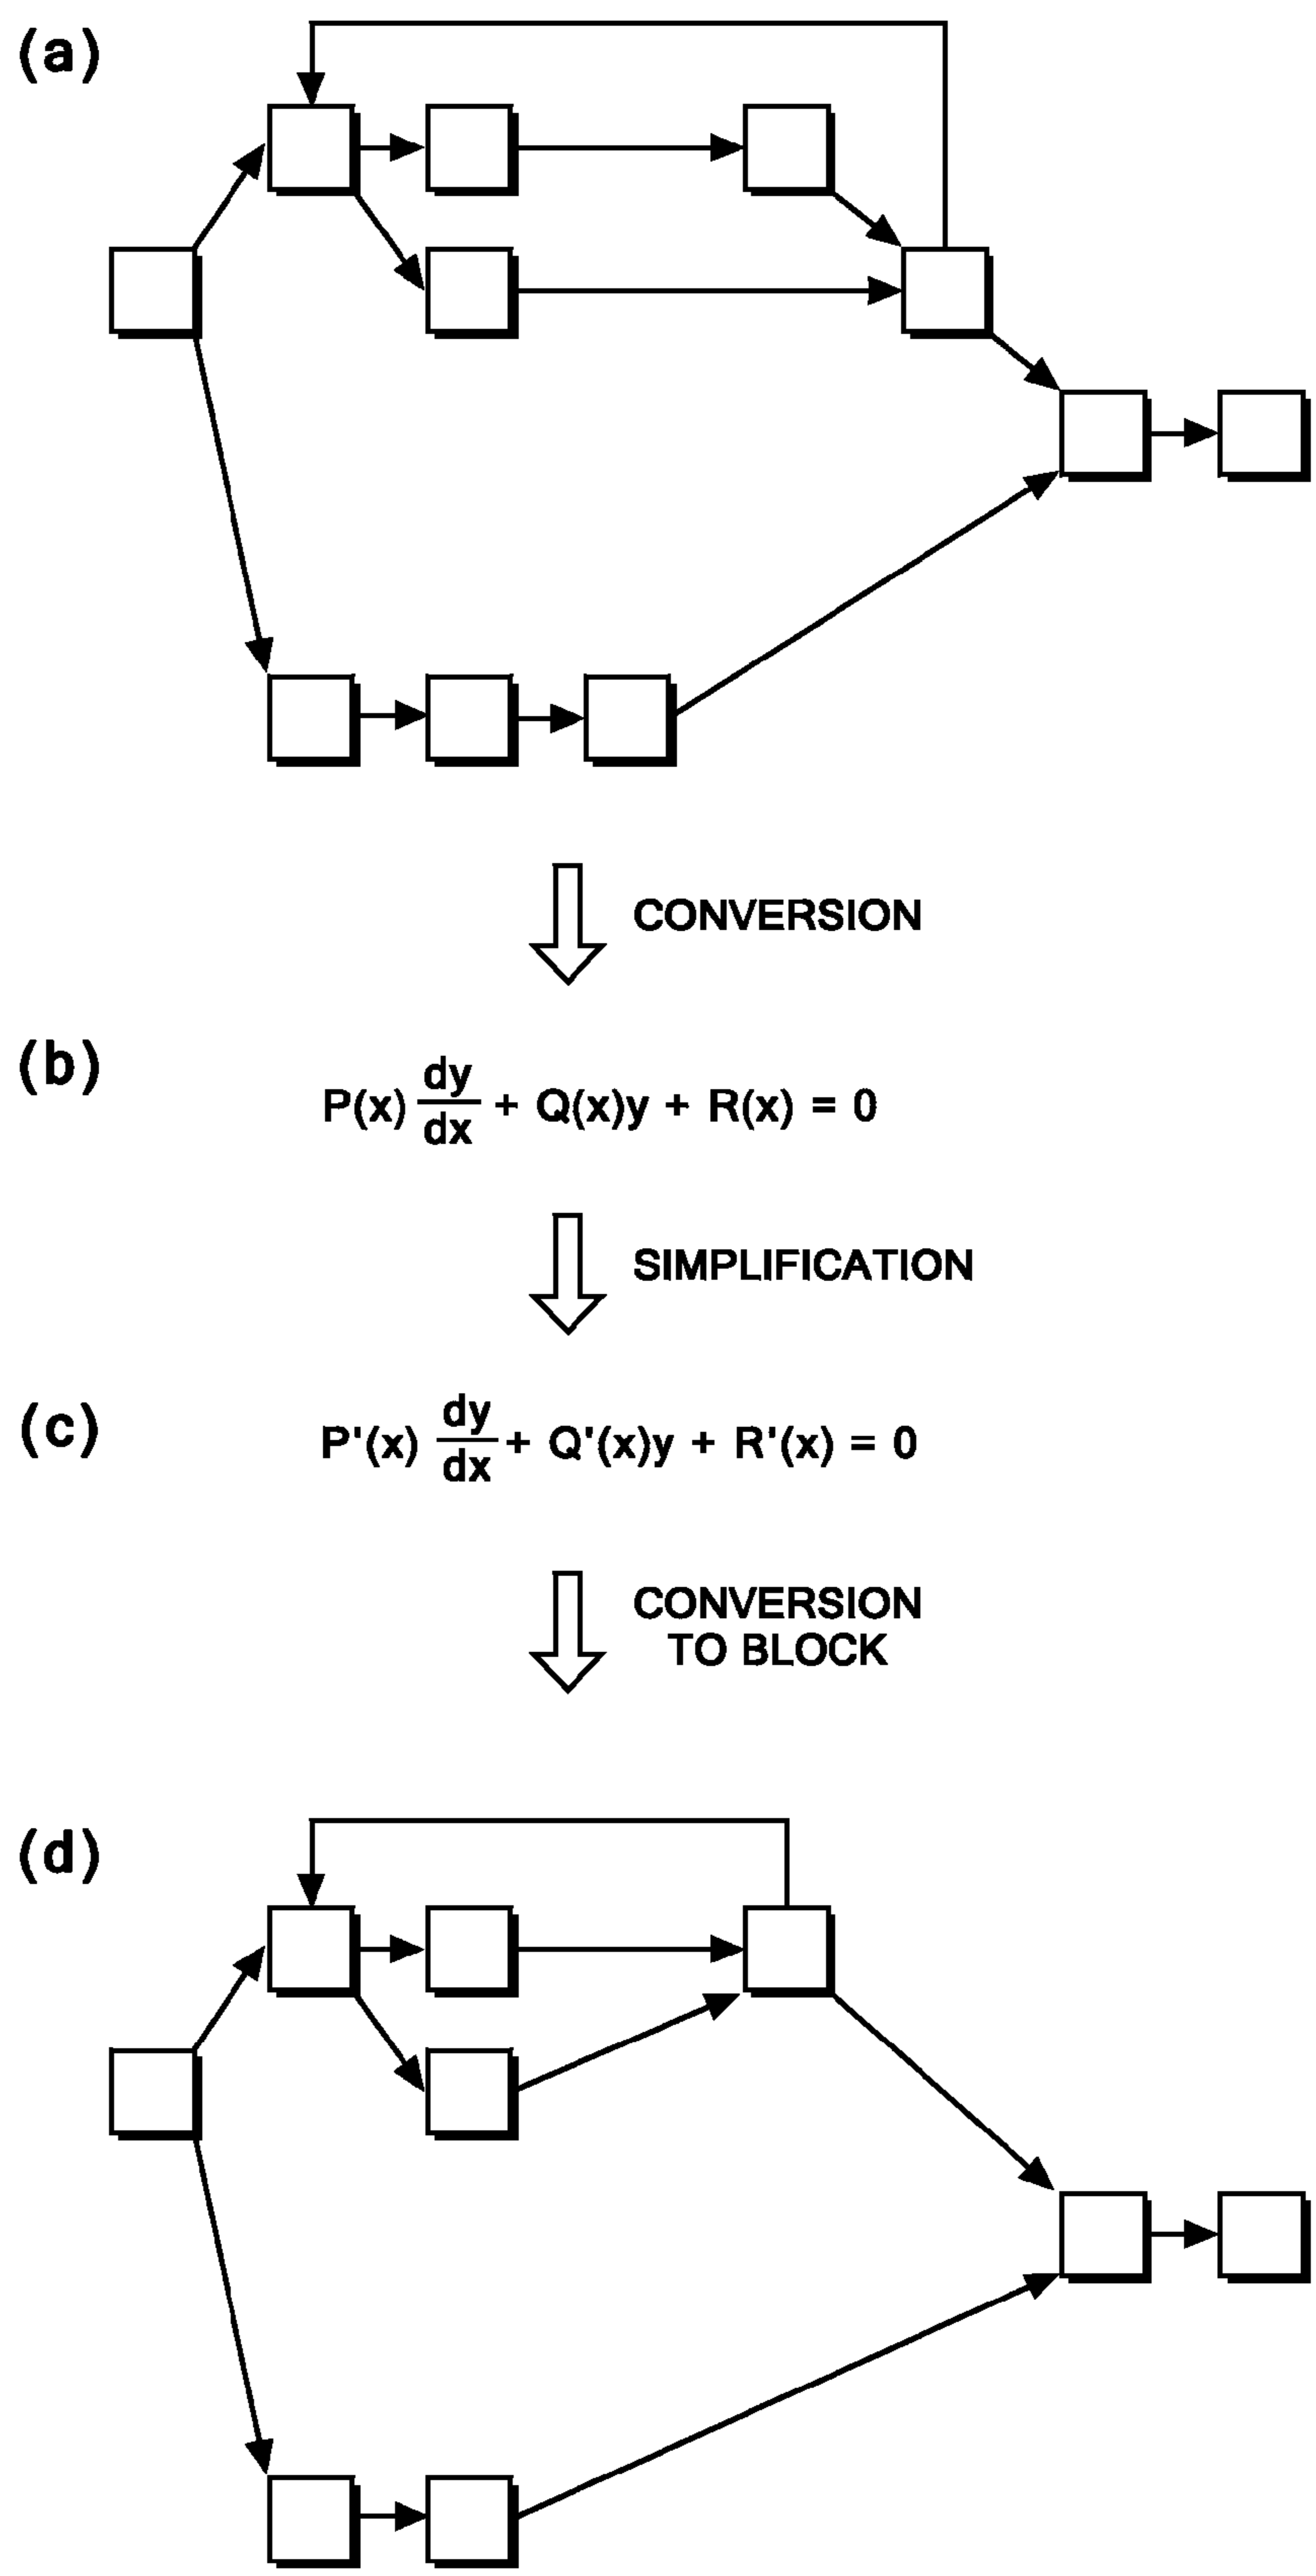 (a)
CONVERSION
(b)
P(x) dy/dx + Q(x)y + R(x) = 0
SIMPLIFICATION
(c)
P'(x) dy/dx + Q'(x)y + R'(x) = 0
CONVERSION
TO BLOCK
(d)